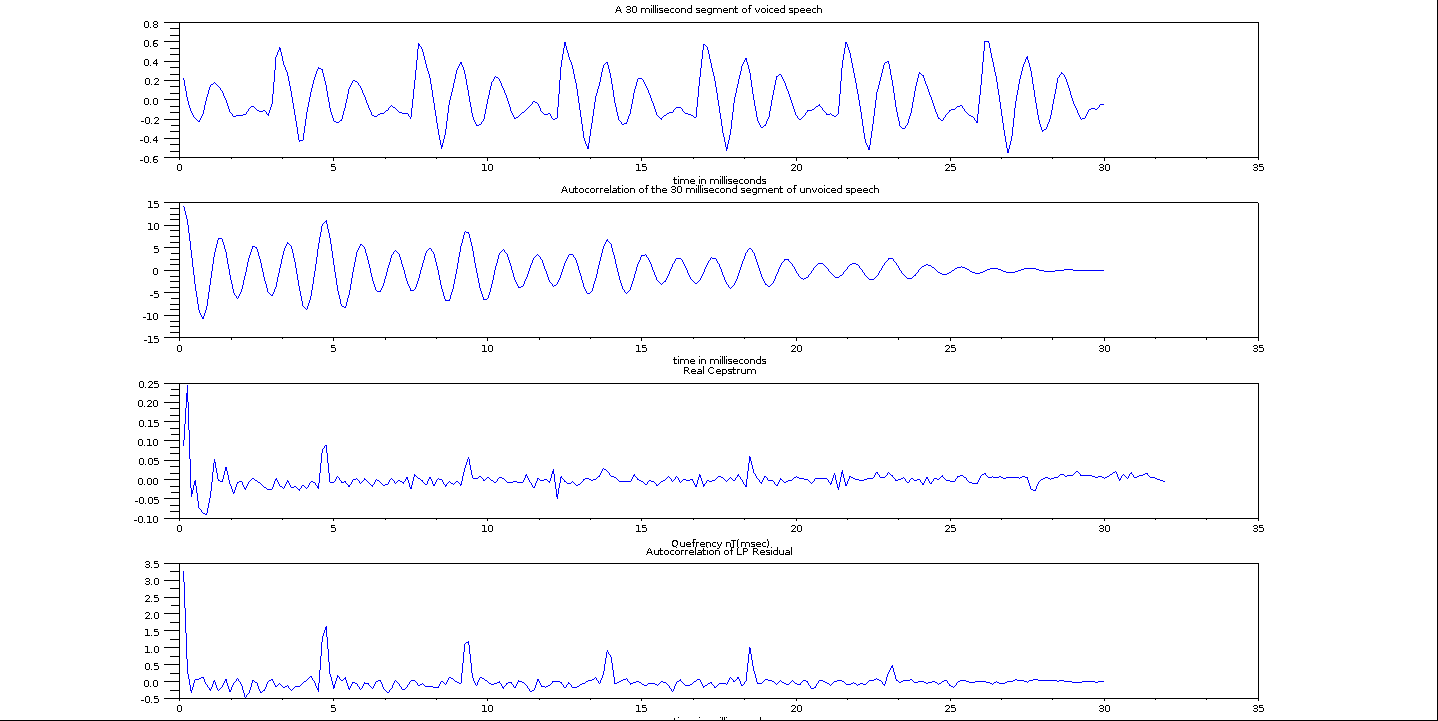 A 30 millisecond segment of voiced speech
0.8
0.6
0.4
0.2
0.0
-0.2
-0.4
-0.6
0 5 10 15 20 25 30 35
time in milliseconds
Autocorrelation of the 30 millisecond segment of unvoiced speech
15
10
5
0
-5
-10
-15
0 5 10 15 20 25 30 35
time in milliseconds
Real Cepstrum
0.25
0.20
0.15
0.10
0.05
0.00
-0.05
-0.10
0 5 10 15 20 25 30 35
Quefrency nT(msec)
Autocorrelation of LP Residual
3.5
3.0
2.5
2.0
1.5
1.0
0.5
0.0
-0.5
0 5 10 15 20 25 30 35